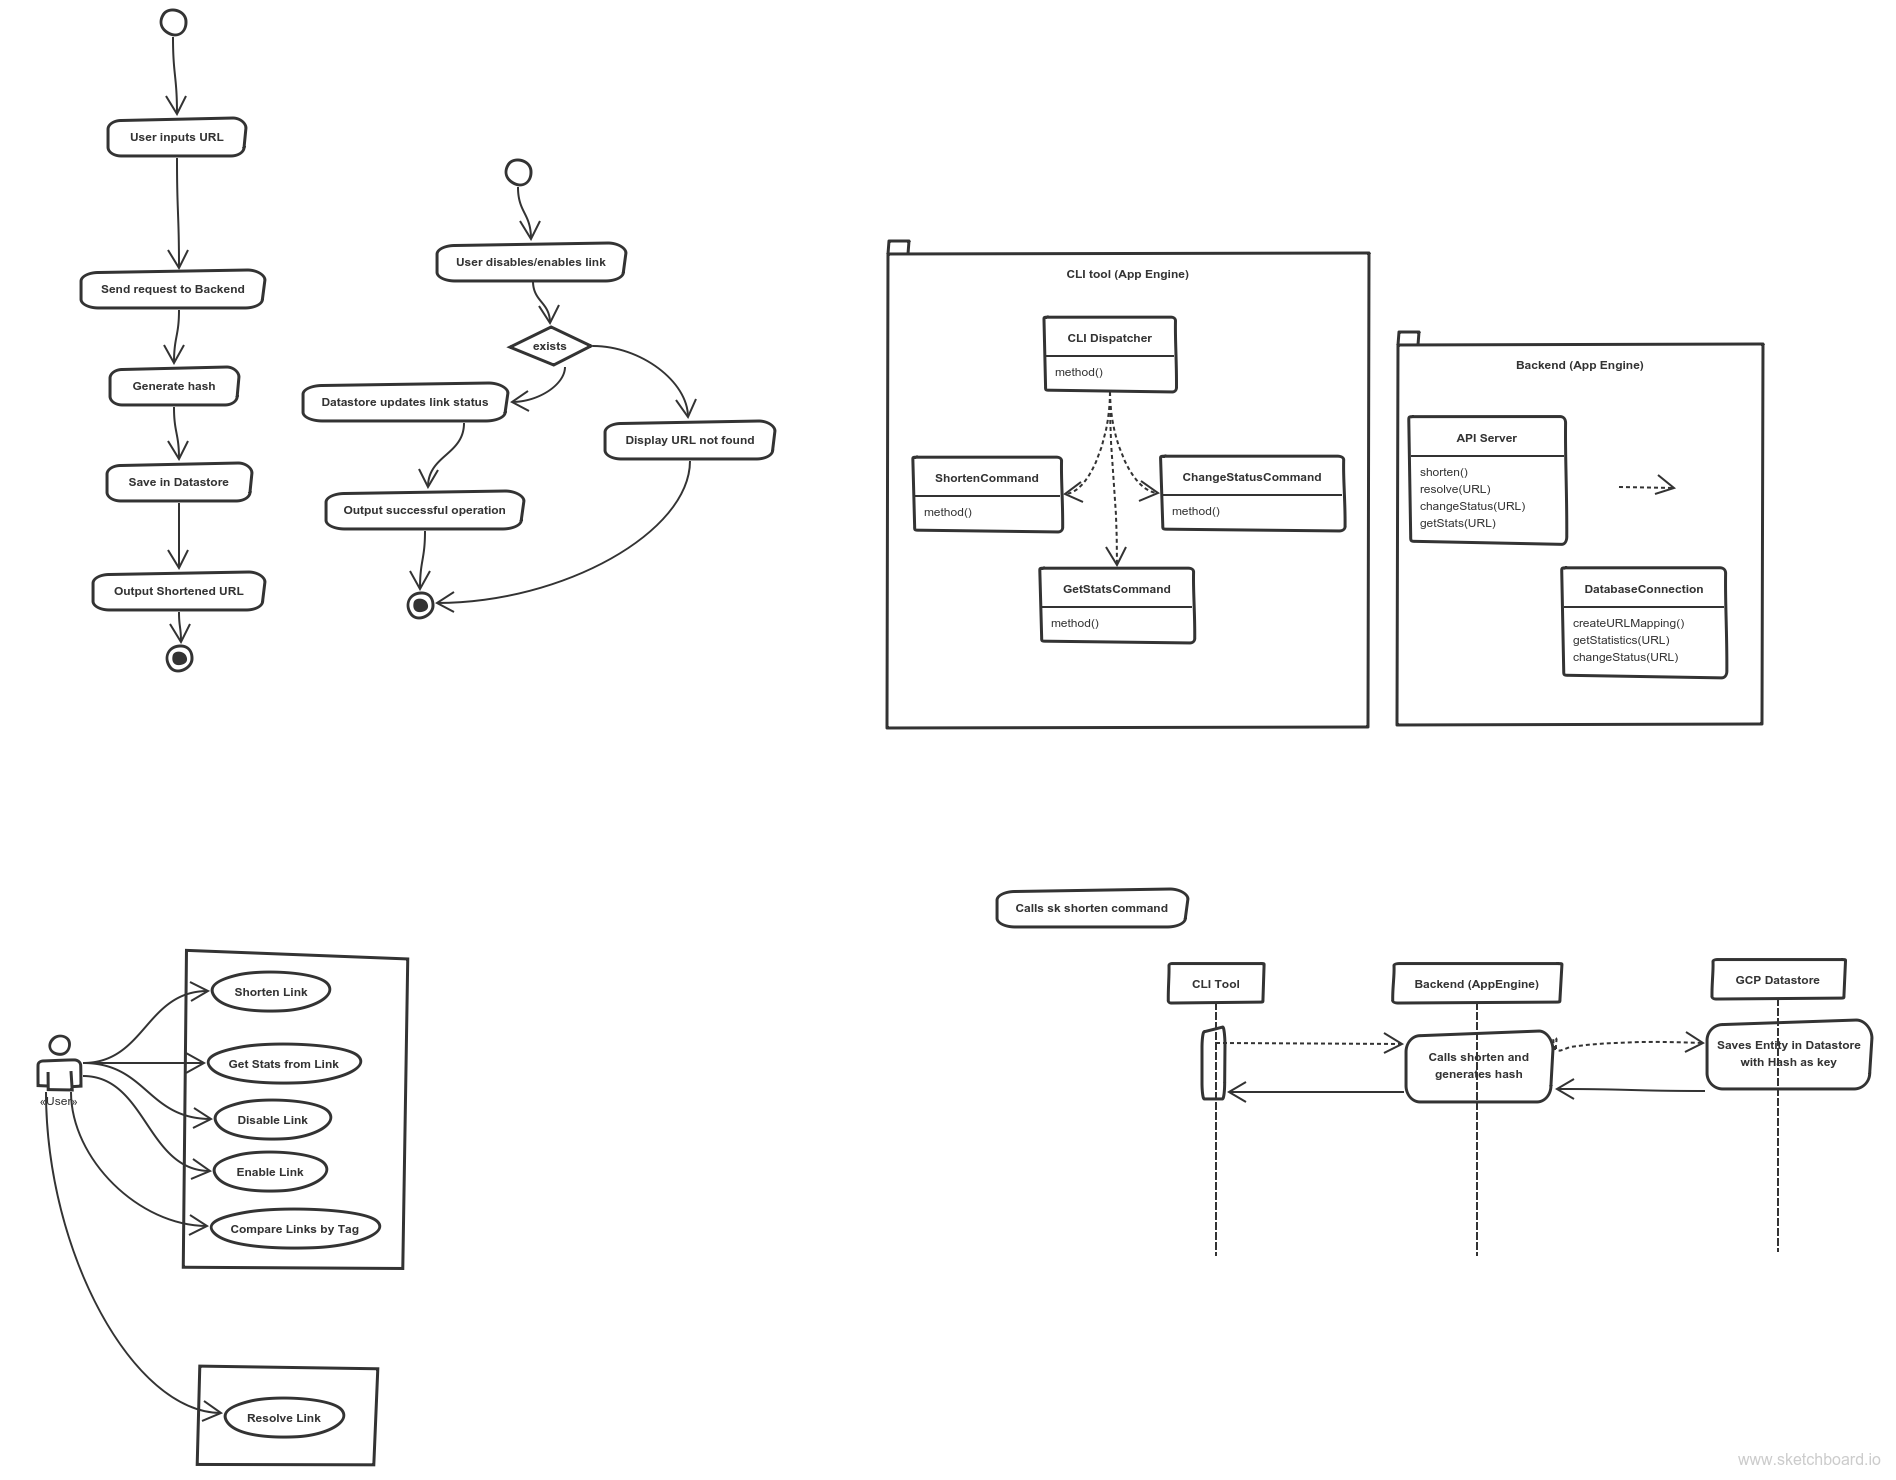 User inputs URL
Send request to Backend
Generate hash
Save in Datastore
Output Shortened URL
User disables/enables link
exists
Datastore updates link status
Display URL not found
Output successful operation
CLI tool (App Engine)
CLI Dispatcher
method()
ShortenCommand
method()
ChangeStatusCommand
method()
GetStatsCommand
method()
Backend (App Engine)
API Server
shorten()
resolve(URL)
changeStatus(URL)
getStats(URL)
DatabaseConnection
createURLMapping()
getStatistics(URL)
changeStatus(URL)
«User»
Shorten Link
Get Stats from Link
Disable Link
Enable Link
Compare Links by Tag
Resolve Link
Calls sk shorten command
CLI Tool
Backend (AppEngine)
GCP Datastore
Calls shorten and
generates hash
Saves Entity in Datastore
with Hash as key
www.sketchboard.io